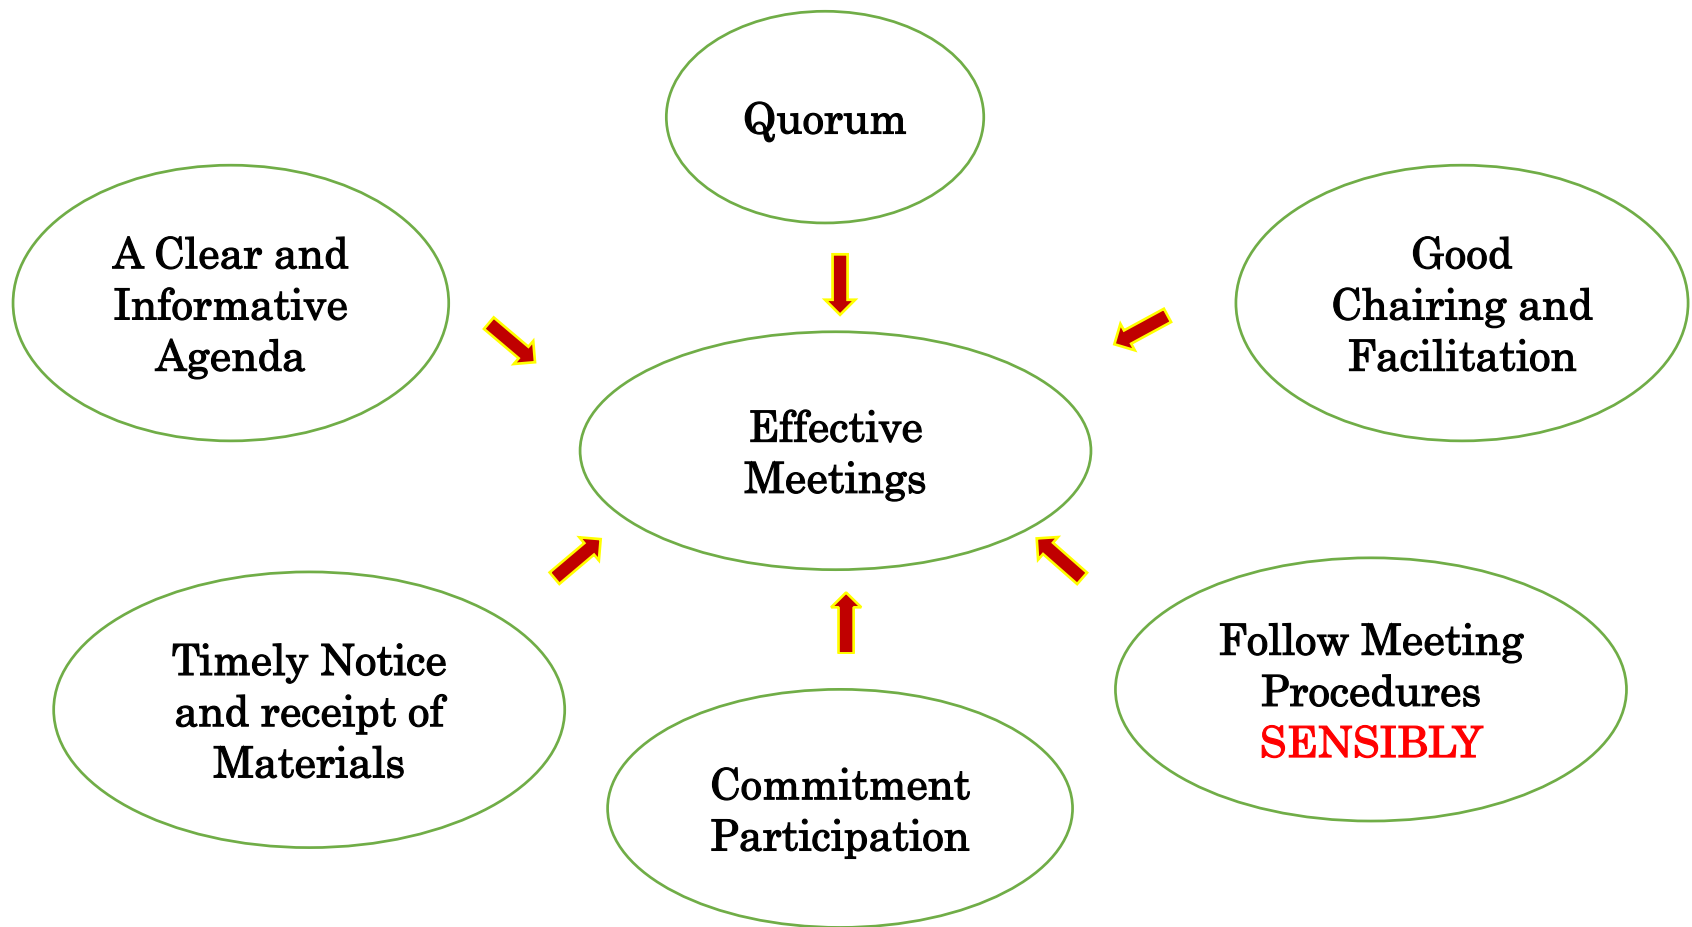 Quorum
A Clear and
Informative
Agenda
Good
Chairing and
Facilitation
Effective
Meetings
Timely Notice
and receipt of
Materials
Commitment
Participation
Follow Meeting
Procedures
SENSIBLY